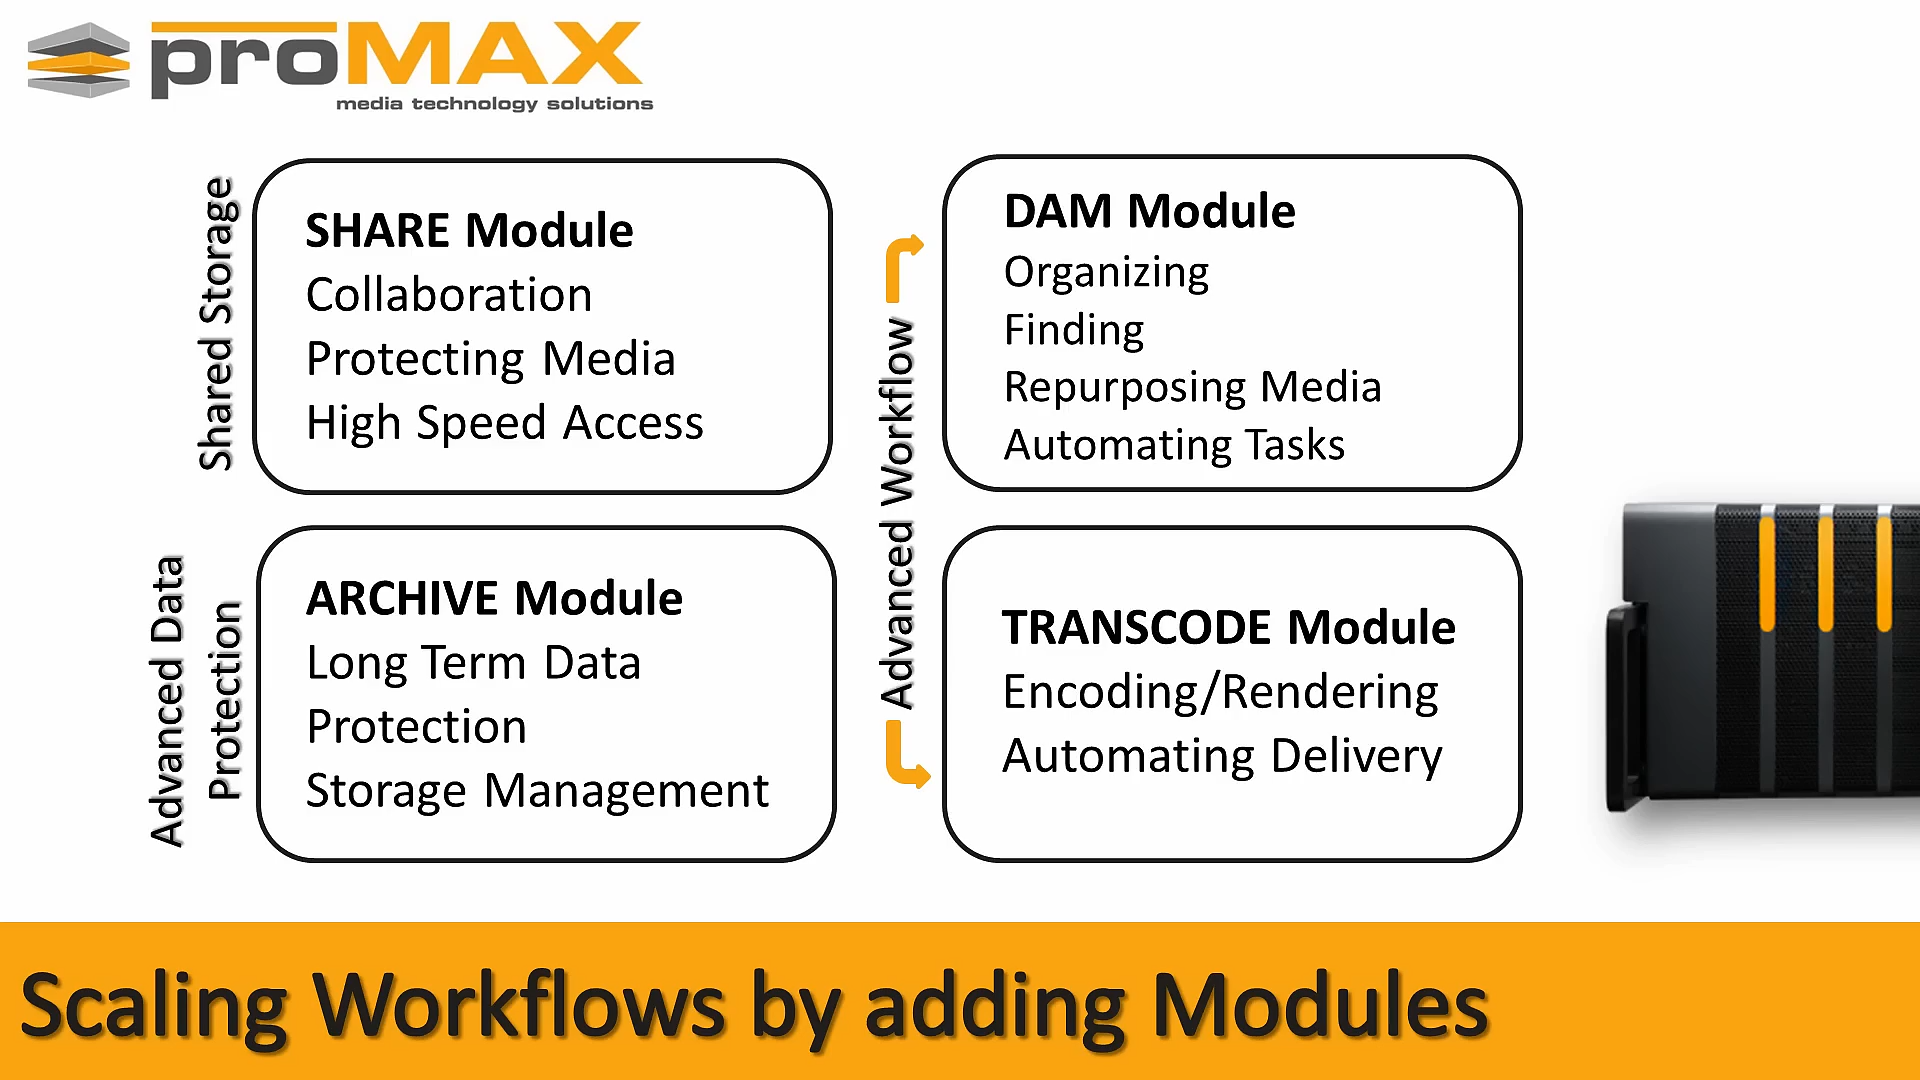 proMAX
media technology solutions
Shared Storage
SHARE Module
Collaboration
Protecting Media
High Speed Access
Advanced Data
Protection
ARCHIVE Module
Long Term Data
Protection
Storage Management
Advanced Workflow
DAM Module
Organizing
Finding
Repurposing Media
Automating Tasks
TRANSCODE Module
Encoding/Rendering
Automating Delivery
Scaling Workflows by adding Modules